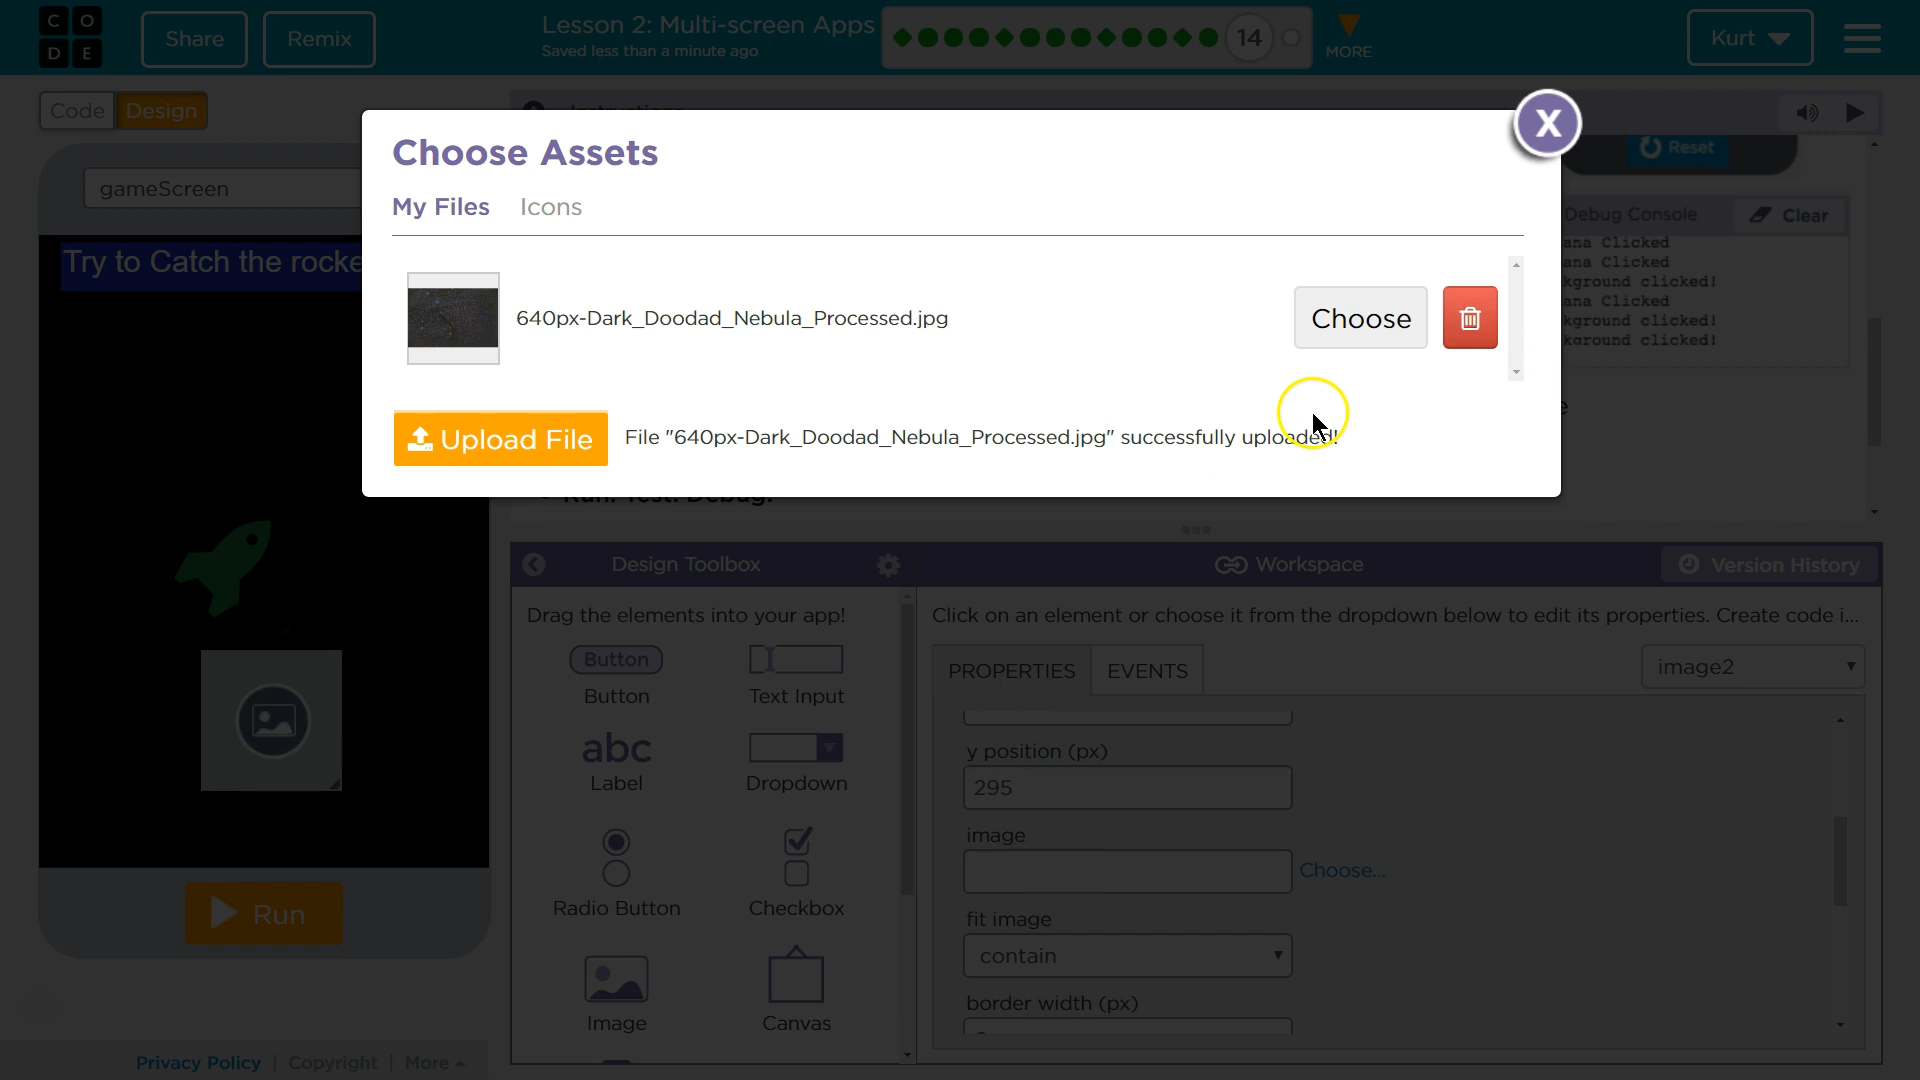 C O
D E
Share
Remix
Lesson 2: Multi-screen Apps
Saved less than a minute ago
14
MORE
Kurt
Code
Design
X
Choose Assets
Reset
gameScreen
My Files
Icons
Debug Console
Clear
ana Clicked
ana Clicked
kground clicked!
ana Clicked
kground clicked!
kground clicked!
Try to Catch the rocke
640px-Dark_Doodad_Nebula_Processed.jpg
Choose
Upload File
File "640px-Dark_Doodad_Nebula_Processed.jpg" successfully uploaded!
Design Toolbox
Workspace
Version History
Drag the elements into your app!
Click on an element or choose it from the dropdown below to edit its properties. Create code i...
Button
Button
Text Input
PROPERTIES
EVENTS
image2
abc
Label
Dropdown
y position (px)
295
image
Choose...
Radio Button
Checkbox
fit image
contain
Run
border width (px)
Image
Canvas
Privacy Policy | Copyright | More